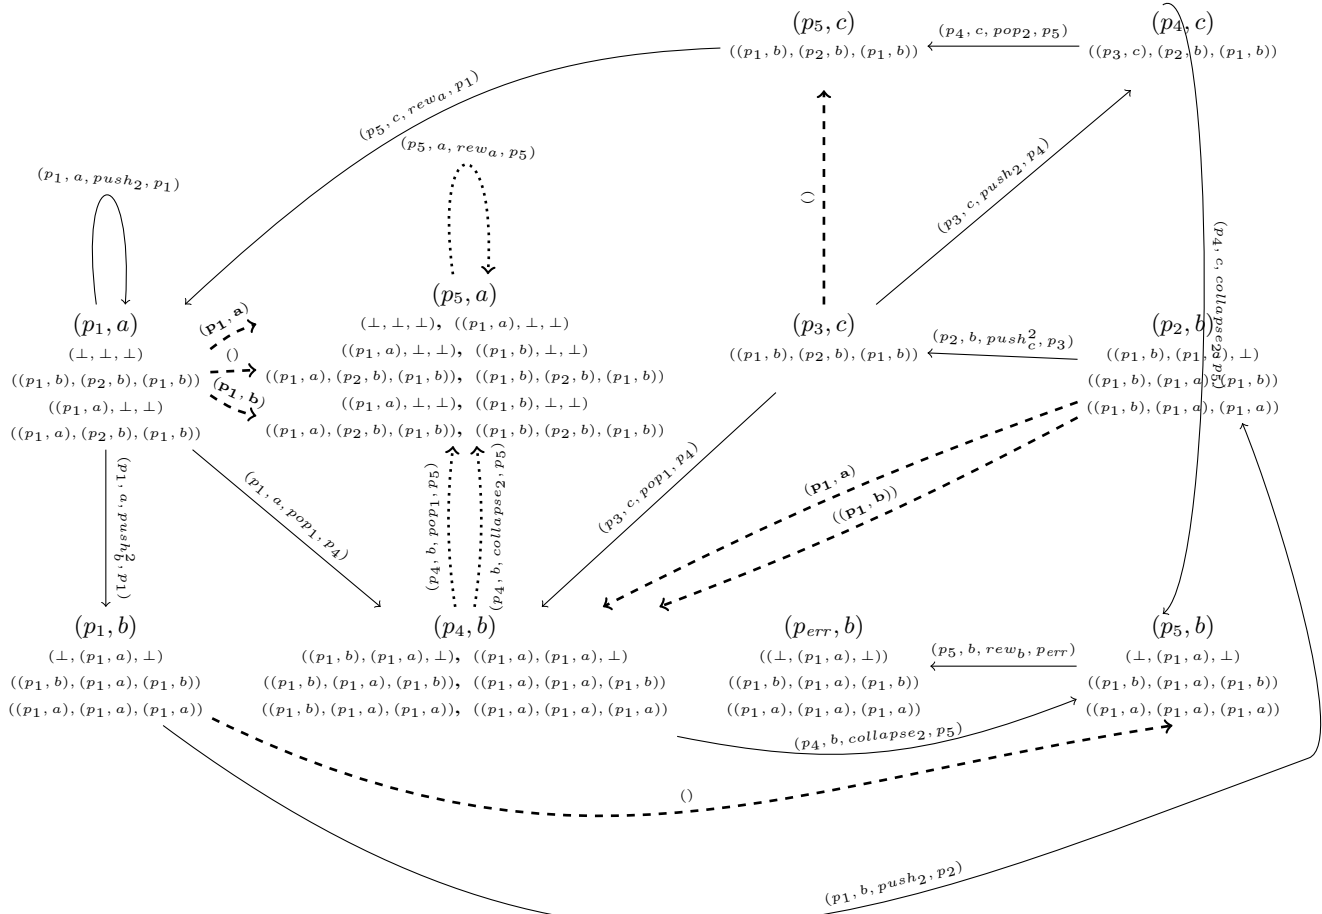 (p5, c)
((p1, b), (p2, b), (p1, b))
(p4, c, pop2, p5)
(p4, c)
((p3, c), (p2, b), (p1, b))
(p5, c, rewa, p1)
(p5, a, rewa, p5)
(p1, a, push2, p1)
()
(p3, c, push2, p4)
(p4, c, collapse2, p5)
(p1, a)
(⊥, ⊥, ⊥)
((p1, b), (p2, b), (p1, b))
((p1, a), ⊥, ⊥)
((p1, a), (p2, b), (p1, b))
(p1, a)
()
(p1, b)
(p5, a)
(⊥, ⊥, ⊥), ((p1, a), ⊥, ⊥)
((p1, a), ⊥, ⊥), ((p1, b), ⊥, ⊥)
((p1, a), (p2, b), (p1, b)), ((p1, b), (p2, b), (p1, b))
((p1, a), ⊥, ⊥), ((p1, b), ⊥, ⊥)
((p1, a), (p2, b), (p1, b)), ((p1, b), (p2, b), (p1, b))
(p3, c)
((p1, b), (p2, b), (p1, b))
(p2, b, push²c, p3)
(p2, b)
((p1, b), (p1, a), ⊥)
((p1, b), (p1, a), (p1, b))
((p1, b), (p1, a), (p1, a))
(p1, a, push²b, p1)
(p1, a, pop1, p4)
(p4, b, pop1, p5)
(p4, b, collapse2, p5)
(p3, c, pop1, p4)
(p1, a)
((p1, b))
(p1, b)
(⊥, (p1, a), ⊥)
((p1, b), (p1, a), (p1, b))
((p1, a), (p1, a), (p1, a))
(p4, b)
((p1, b), (p1, a), ⊥), ((p1, a), (p1, a), ⊥)
((p1, b), (p1, a), (p1, b)), ((p1, a), (p1, a), (p1, b))
((p1, b), (p1, a), (p1, a)), ((p1, a), (p1, a), (p1, a))
(perr, b)
((⊥, (p1, a), ⊥))
((p1, b), (p1, a), (p1, b))
((p1, a), (p1, a), (p1, a))
(p5, b, rewb, perr)
(p5, b)
(⊥, (p1, a), ⊥)
((p1, b), (p1, a), (p1, b))
((p1, a), (p1, a), (p1, a))
(p4, b, collapse2, p5)
()
(p1, b, push2, p2)